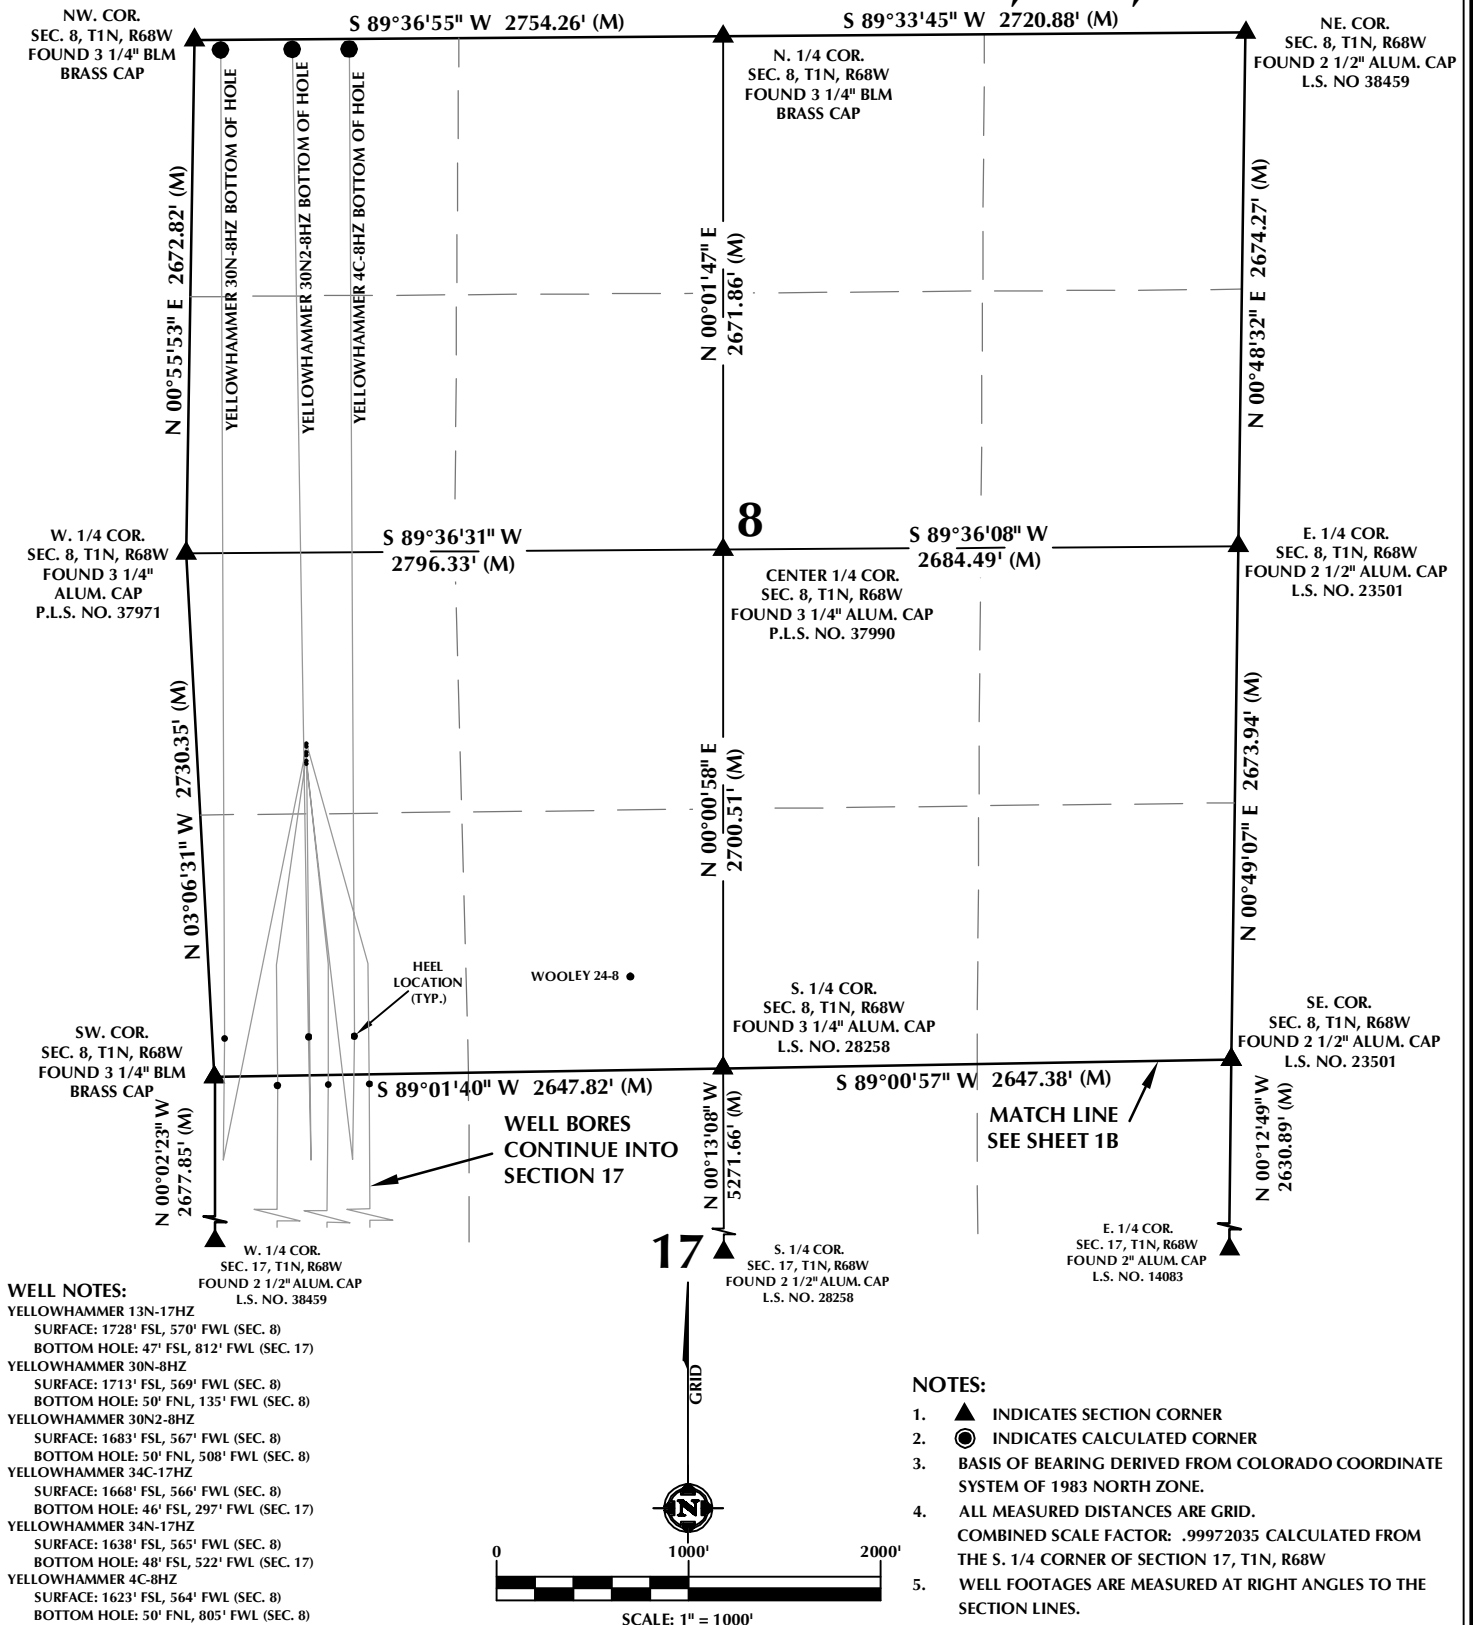 S 89°36'55" W 2754.26' (M)
S 89°33'45" W 2720.88' (M)
NW. COR.
SEC. 8, T1N, R68W
FOUND 3 1/4" BLM
BRASS CAP
N. 1/4 COR.
SEC. 8, T1N, R68W
FOUND 3 1/4" BLM
BRASS CAP
NE. COR.
SEC. 8, T1N, R68W
FOUND 2 1/2" ALUM. CAP
L.S. NO 38459
YELLOWHAMMER 30N-8HZ BOTTOM OF HOLE
YELLOWHAMMER 30N2-8HZ BOTTOM OF HOLE
YELLOWHAMMER 4C-8HZ BOTTOM OF HOLE
N 00°55'53" E 2672.82' (M)
N 00°01'47" E
2671.86' (M)
N 00°48'32" E 2674.27' (M)
8
W. 1/4 COR.
SEC. 8, T1N, R68W
FOUND 3 1/4"
ALUM. CAP
P.L.S. NO. 37971
S 89°36'31" W
2796.33' (M)
S 89°36'08" W
2684.49' (M)
CENTER 1/4 COR.
SEC. 8, T1N, R68W
FOUND 3 1/4" ALUM. CAP
P.L.S. NO. 37990
E. 1/4 COR.
SEC. 8, T1N, R68W
FOUND 2 1/2" ALUM. CAP
L.S. NO. 23501
N 03°06'31" W 2730.35' (M)
N 00°00'58" E
2700.51' (M)
N 00°49'07" E 2673.94' (M)
HEEL
LOCATION
(TYP.)
WOOLEY 24-8
S. 1/4 COR.
SEC. 8, T1N, R68W
FOUND 3 1/4" ALUM. CAP
L.S. NO. 28258
SW. COR.
SEC. 8, T1N, R68W
FOUND 3 1/4" BLM
BRASS CAP
SE. COR.
SEC. 8, T1N, R68W
FOUND 2 1/2" ALUM. CAP
L.S. NO. 23501
S 89°01'40" W 2647.82' (M)
S 89°00'57" W 2647.38' (M)
WELL BORES
CONTINUE INTO
SECTION 17
MATCH LINE
SEE SHEET 1B
N 00°02'23" W
2677.85' (M)
N 00°13'08" W
5271.66' (M)
N 00°12'49" W
2630.89' (M)
17
W. 1/4 COR.
SEC. 17, T1N, R68W
FOUND 2 1/2" ALUM. CAP
L.S. NO. 38459
S. 1/4 COR.
SEC. 17, T1N, R68W
FOUND 2 1/2" ALUM. CAP
L.S. NO. 28258
E. 1/4 COR.
SEC. 17, T1N, R68W
FOUND 2" ALUM. CAP
L.S. NO. 14083
WELL NOTES:
YELLOWHAMMER 13N-17HZ
SURFACE: 1728' FSL, 570' FWL (SEC. 8)
BOTTOM HOLE: 47' FSL, 812' FWL (SEC. 17)
YELLOWHAMMER 30N-8HZ
SURFACE: 1713' FSL, 569' FWL (SEC. 8)
BOTTOM HOLE: 50' FNL, 135' FWL (SEC. 8)
YELLOWHAMMER 30N2-8HZ
SURFACE: 1683' FSL, 567' FWL (SEC. 8)
BOTTOM HOLE: 50' FNL, 508' FWL (SEC. 8)
YELLOWHAMMER 34C-17HZ
SURFACE: 1668' FSL, 566' FWL (SEC. 8)
BOTTOM HOLE: 46' FSL, 297' FWL (SEC. 17)
YELLOWHAMMER 34N-17HZ
SURFACE: 1638' FSL, 565' FWL (SEC. 8)
BOTTOM HOLE: 48' FSL, 522' FWL (SEC. 17)
YELLOWHAMMER 4C-8HZ
SURFACE: 1623' FSL, 564' FWL (SEC. 8)
BOTTOM HOLE: 50' FNL, 805' FWL (SEC. 8)
GRID
N
0 1000' 2000'
SCALE: 1" = 1000'
NOTES:
1. INDICATES SECTION CORNER
2. INDICATES CALCULATED CORNER
3. BASIS OF BEARING DERIVED FROM COLORADO COORDINATE
SYSTEM OF 1983 NORTH ZONE.
4. ALL MEASURED DISTANCES ARE GRID.
COMBINED SCALE FACTOR: .99972035 CALCULATED FROM
THE S. 1/4 CORNER OF SECTION 17, T1N, R68W
5. WELL FOOTAGES ARE MEASURED AT RIGHT ANGLES TO THE
SECTION LINES.